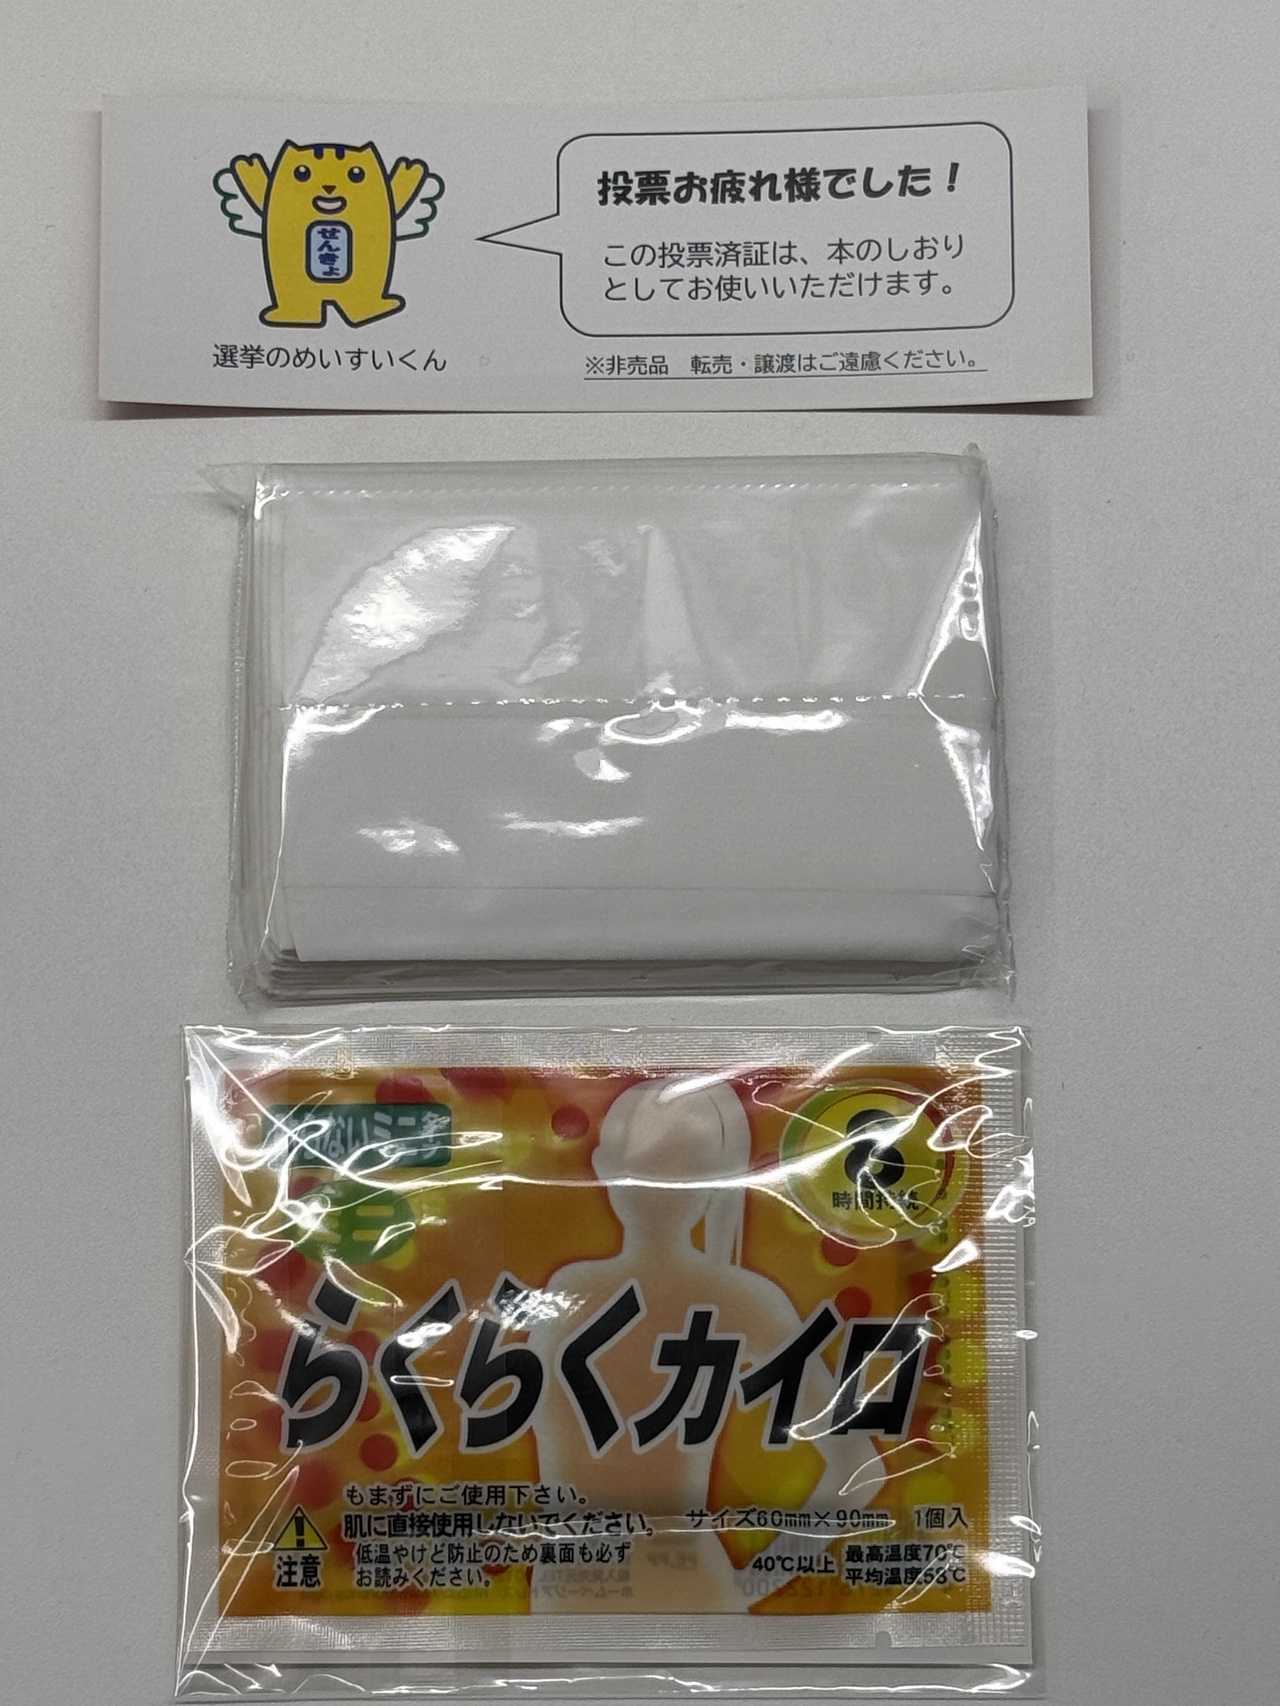 せんきょ
選挙のめいすいくん
投票お疲れ様でした！
この投票済証は、本のしおり
としてお使いいただけます。
※非売品　転売・譲渡はご遠慮ください。
ないミニ
ミニ
8
時間持続
らくらくカイロ
もまずにご使用下さい。
肌に直接使用しないでください。
低温やけど防止のため裏面も必ず
お読みください。
注意
サイズ60mm×90mm　1個入
40℃以上
最高温度70℃
平均温度53℃